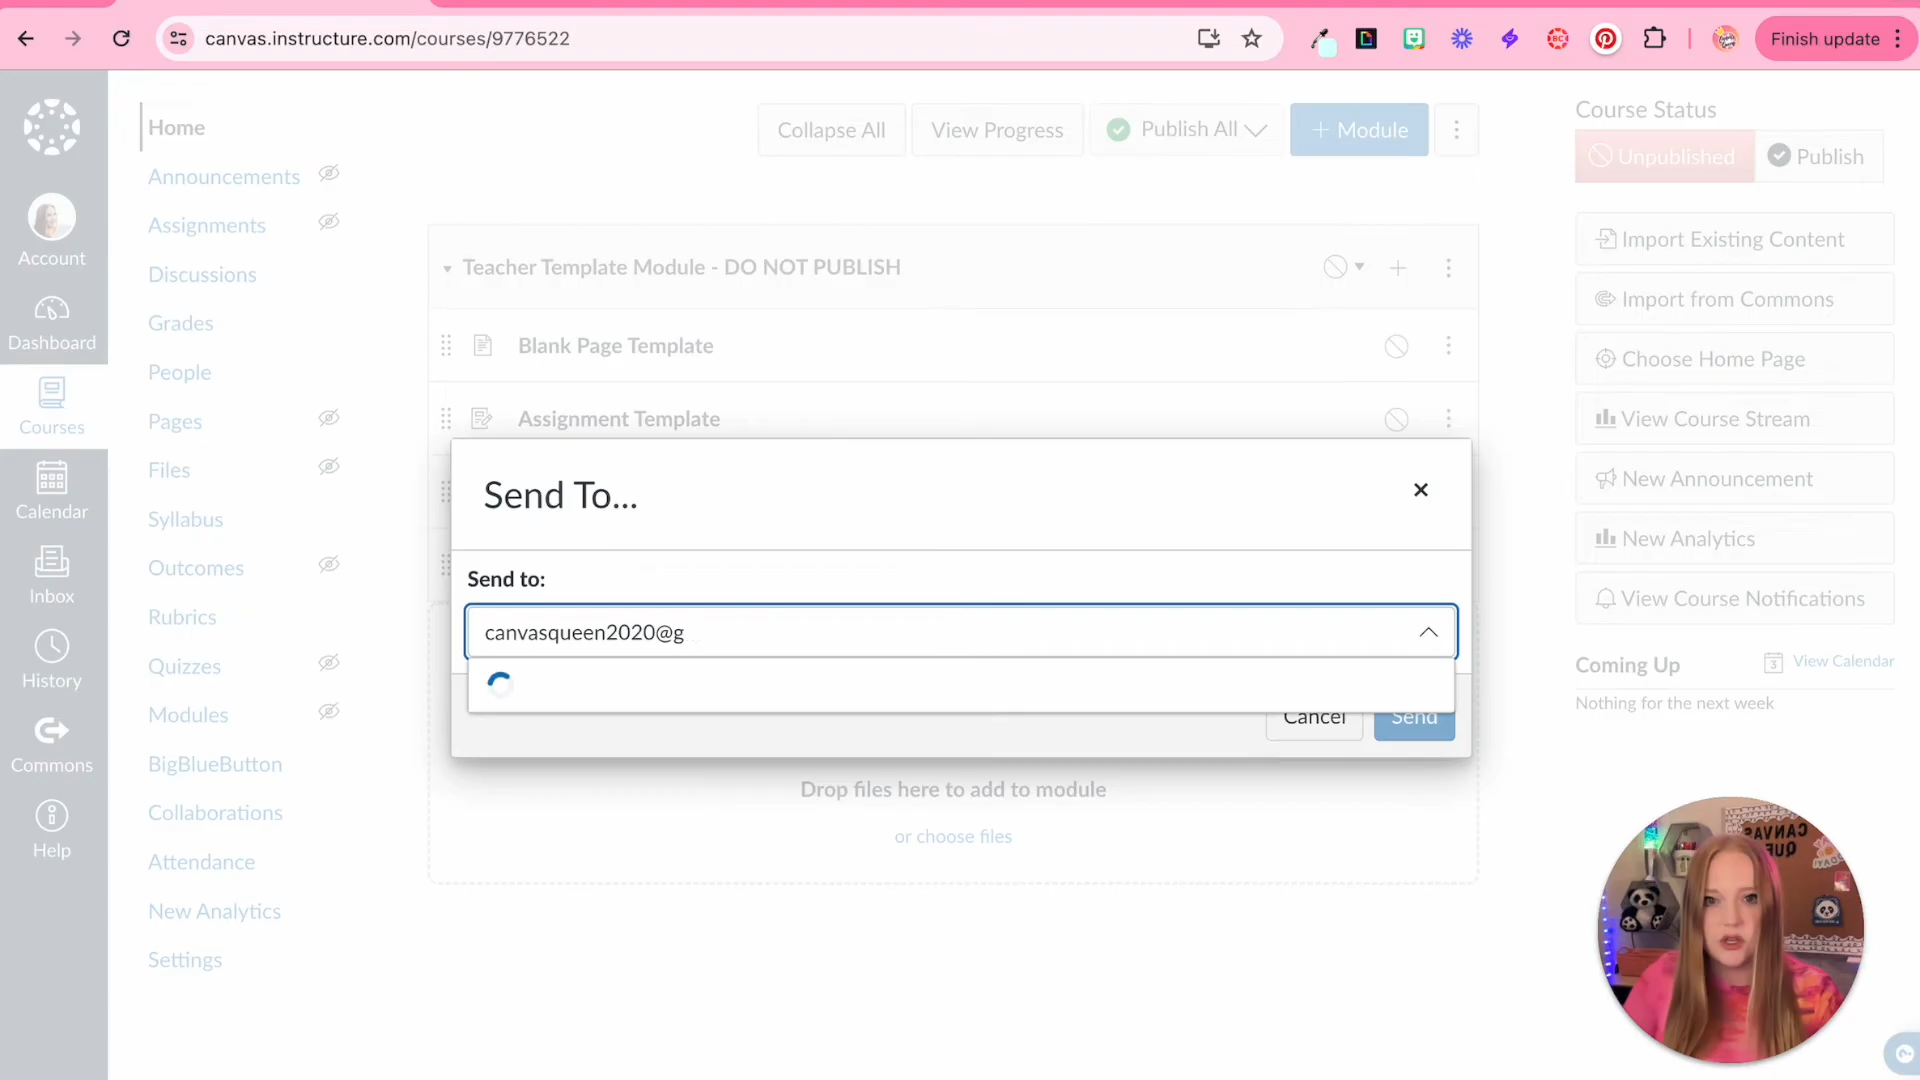 canvas.instructure.com/courses/9776522
Finish update
Account
Dashboard
Courses
Calendar
Inbox
History
Commons
Help
Home
Announcements
Assignments
Discussions
Grades
People
Pages
Files
Syllabus
Outcomes
Rubrics
Quizzes
Modules
BigBlueButton
Collaborations
Attendance
New Analytics
Settings
Collapse All
View Progress
Publish All
+ Module
Teacher Template Module - DO NOT PUBLISH
Blank Page Template
Assignment Template
Send To...
Send to:
canvasqueen2020@g
Cancel
Send
Drop files here to add to module
or choose files
Course Status
Unpublished
Publish
Import Existing Content
Import from Commons
Choose Home Page
View Course Stream
New Announcement
New Analytics
View Course Notifications
Coming Up
3
View Calendar
Nothing for the next week